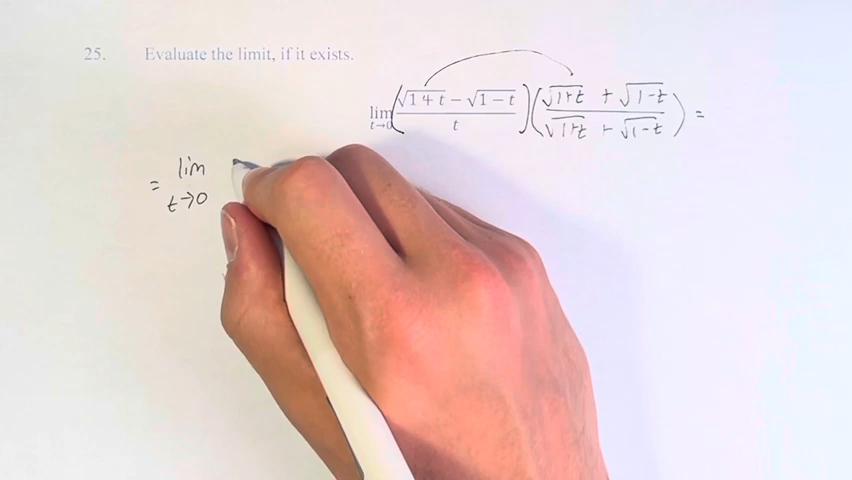 25. Evaluate the limit, if it exists.
lim t→0 (√1 + t − √1 − t / t) (√1+t + √1-t / √1+t + √1-t) =
= lim t→0